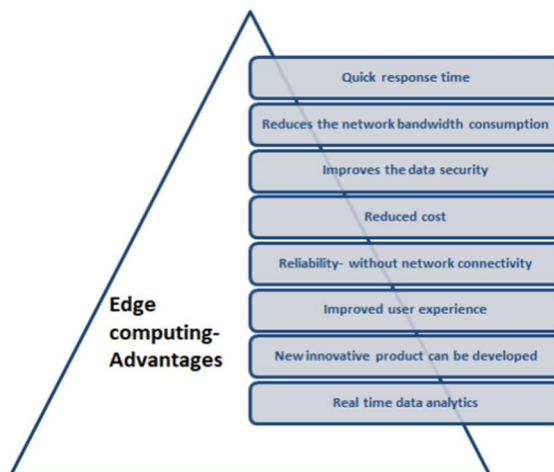 Quick response time
Reduces the network bandwidth consumption
Improves the data security
Reduced cost
Reliability- without network connectivity
Improved user experience
New innovative product can be developed
Real time data analytics
Edge
computing-
Advantages